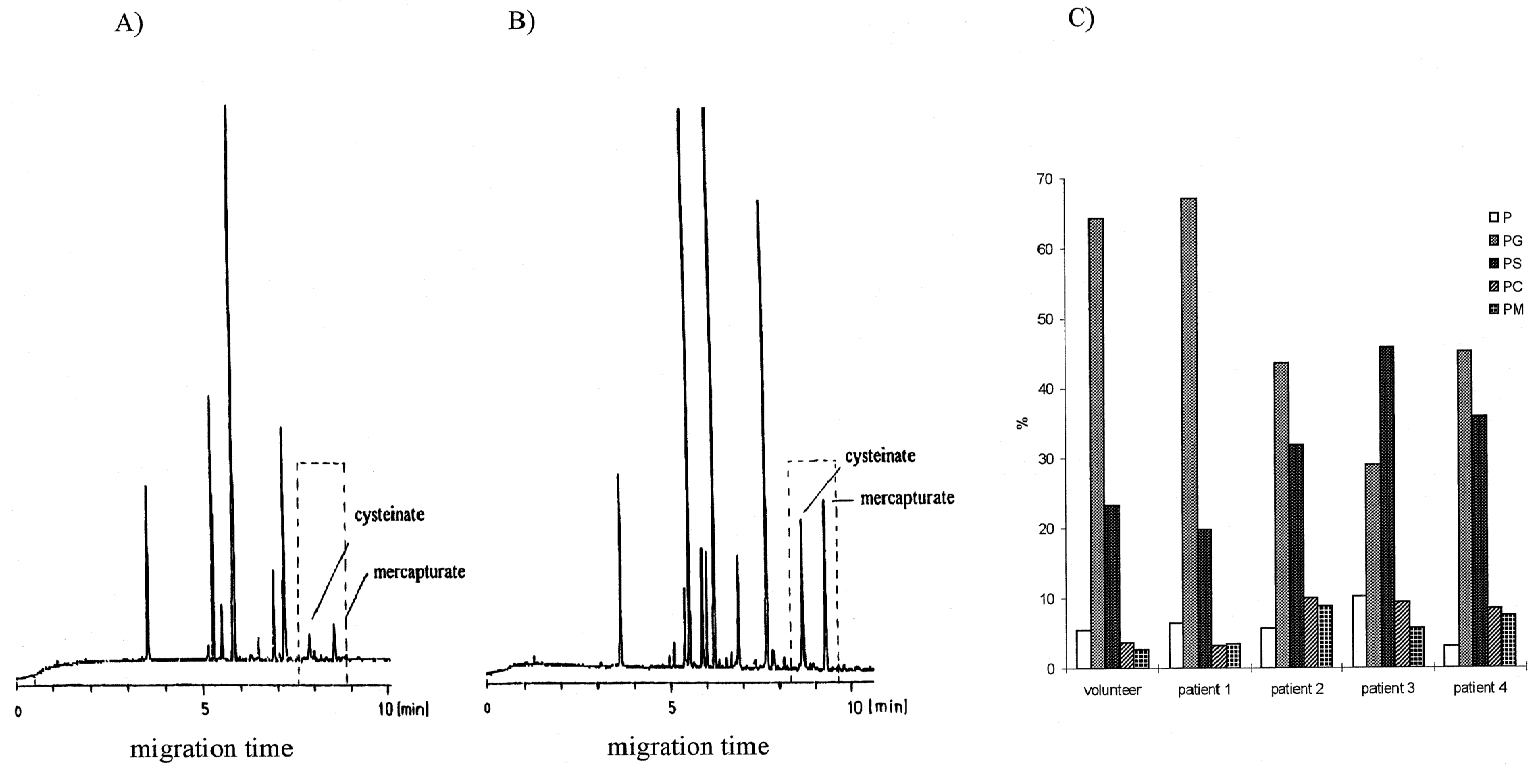 A)
cysteinate
mercapturate
0 5 10 [min]
migration time
B)
cysteinate
mercapturate
0 5 10 [min]
migration time
C)
70
60
50
40
30
20
10
0
%
P
PG
PS
PC
PM
volunteer patient 1 patient 2 patient 3 patient 4